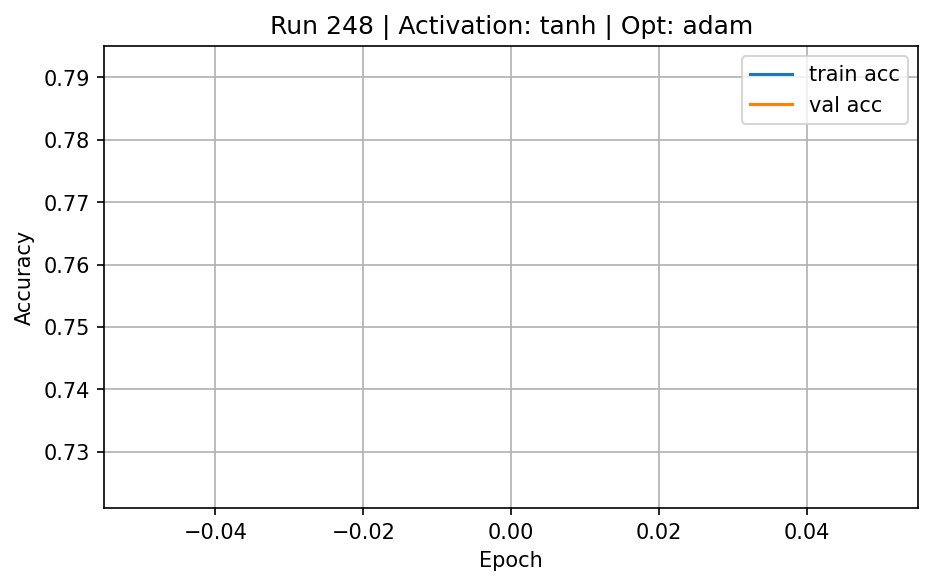 Run 248 | Activation: tanh | Opt: adam
train acc
val acc
0.79
0.78
0.77
0.76
0.75
0.74
0.73
Accuracy
−0.04
−0.02
0.00
0.02
0.04
Epoch